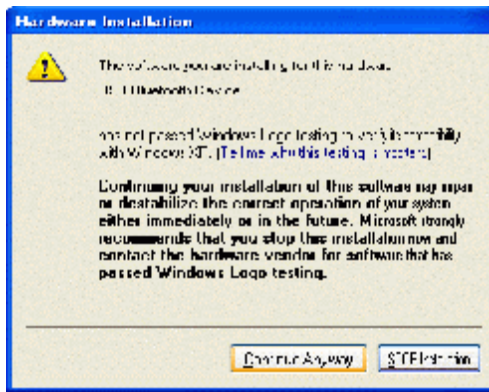 Hardware Installation
The software you are installing for this hardware
Bluetooth Device
has not passed Windows Logo testing to verify its compatibility
with Windows XP. (Tell me why this testing is important.)
Continuing your installation of this software may impair
or destabilize the correct operation of your system
either immediately or in the future. Microsoft strongly
recommends that you stop this installation now and
contact the hardware vendor for software that has
passed Windows Logo testing.
Continue Anyway
STOP Installation